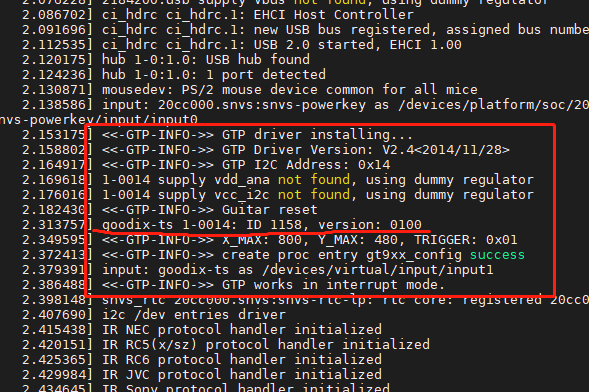 2.086702] ci_hdrc ci_hdrc.1: EHCI Host Controller
2.091696] ci_hdrc ci_hdrc.1: new USB bus registered, assigned bus numbe
2.112535] ci_hdrc ci_hdrc.1: USB 2.0 started, EHCI 1.00
2.120175] hub 1-0:1.0: USB hub found
2.124236] hub 1-0:1.0: 1 port detected
2.130871] mousedev: PS/2 mouse device common for all mice
2.138586] input: 20cc000.snvs:snvs-powerkey as /devices/platform/soc/20
nvs-powerkey/input/input0
2.153175] <<-GTP-INFO->> GTP driver installing...
2.158802] <<-GTP-INFO->> GTP Driver Version: V2.4<2014/11/28>
2.164917] <<-GTP-INFO->> GTP I2C Address: 0x14
2.169618] 1-0014 supply vdd_ana not found, using dummy regulator
2.176016] 1-0014 supply vcc_i2c not found, using dummy regulator
2.182430] <<-GTP-INFO->> Guitar reset
2.313757] goodix-ts 1-0014: ID 1158, version: 0100
2.349595] <<-GTP-INFO->> X_MAX: 800, Y_MAX: 480, TRIGGER: 0x01
2.372413] <<-GTP-INFO->> create proc entry gt9xx_config success
2.379391] input: goodix-ts as /devices/virtual/input/input1
2.386488] <<-GTP-INFO->> GTP works in interrupt mode.
2.398148] snvs_rtc 20cc000.snvs:snvs-rtc-lp: rtc core: registered 20cc0
2.407690] i2c /dev entries driver
2.415438] IR NEC protocol handler initialized
2.420151] IR RC5(x/sz) protocol handler initialized
2.425365] IR RC6 protocol handler initialized
2.429984] IR JVC protocol handler initialized
2.434645] IR Sony protocol handler initialized